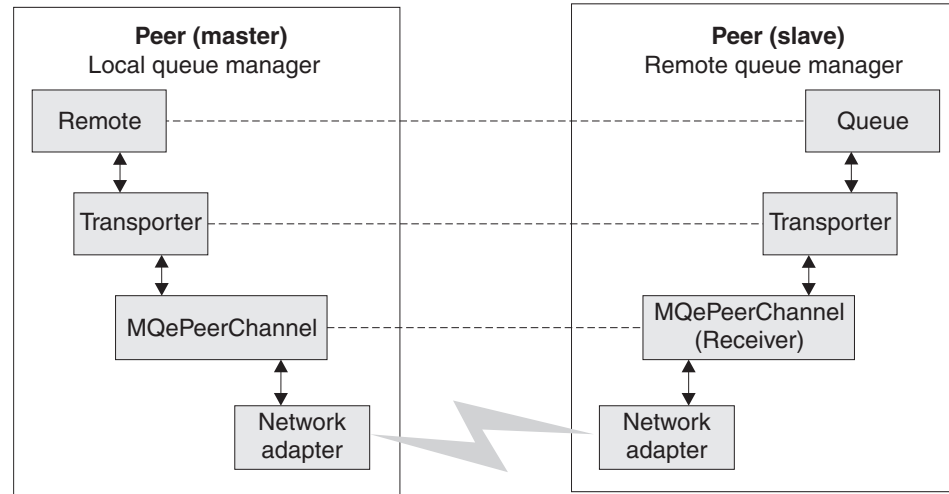 Peer (master)
Local queue manager
Remote
Transporter
MQePeerChannel
Network
adapter
Peer (slave)
Remote queue manager
Queue
Transporter
MQePeerChannel
(Receiver)
Network
adapter